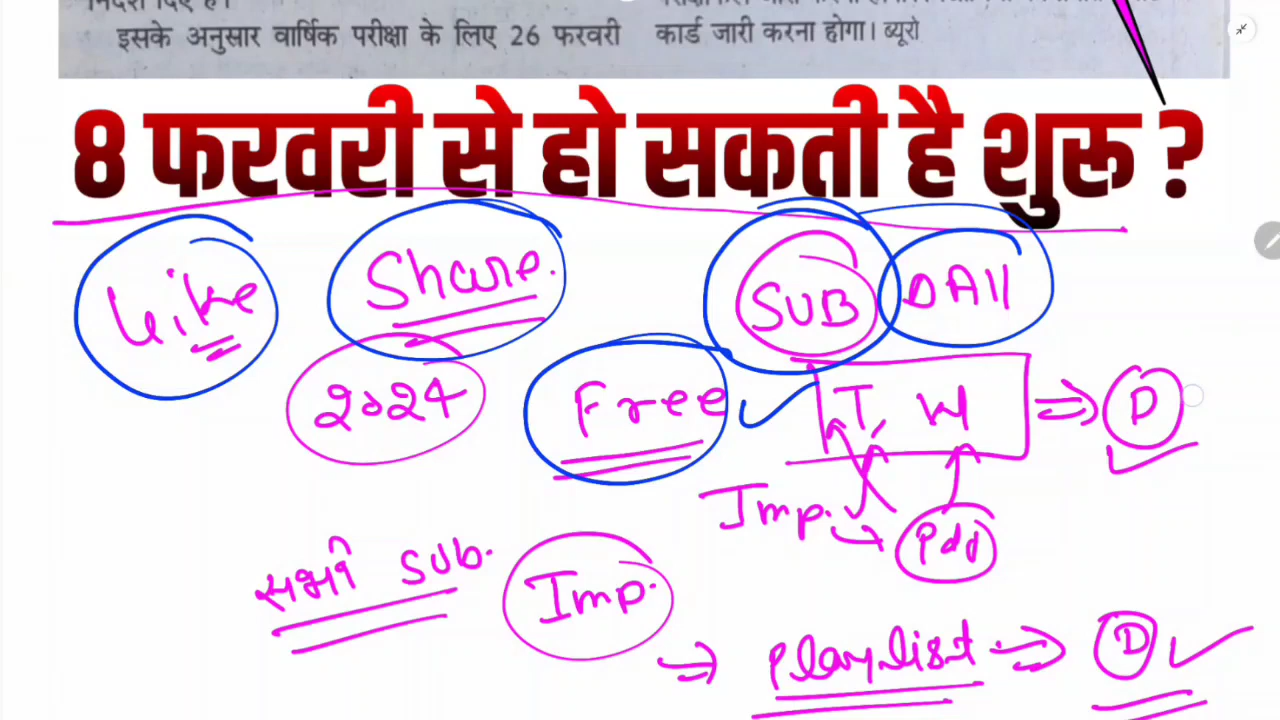 निर्देश दिए हैं।
इसके अनुसार वार्षिक परीक्षा के लिए 26 फरवरी
कार्ड जारी करना होगा। ब्यूरो
8 फरवरी से हो सकती है शुरू ?
Like Share. SUB DAll
2024 Free T, W ⇒ D
Imp. → Pdf
सभी SUB. Imp.
→ Playlist ⇒ D